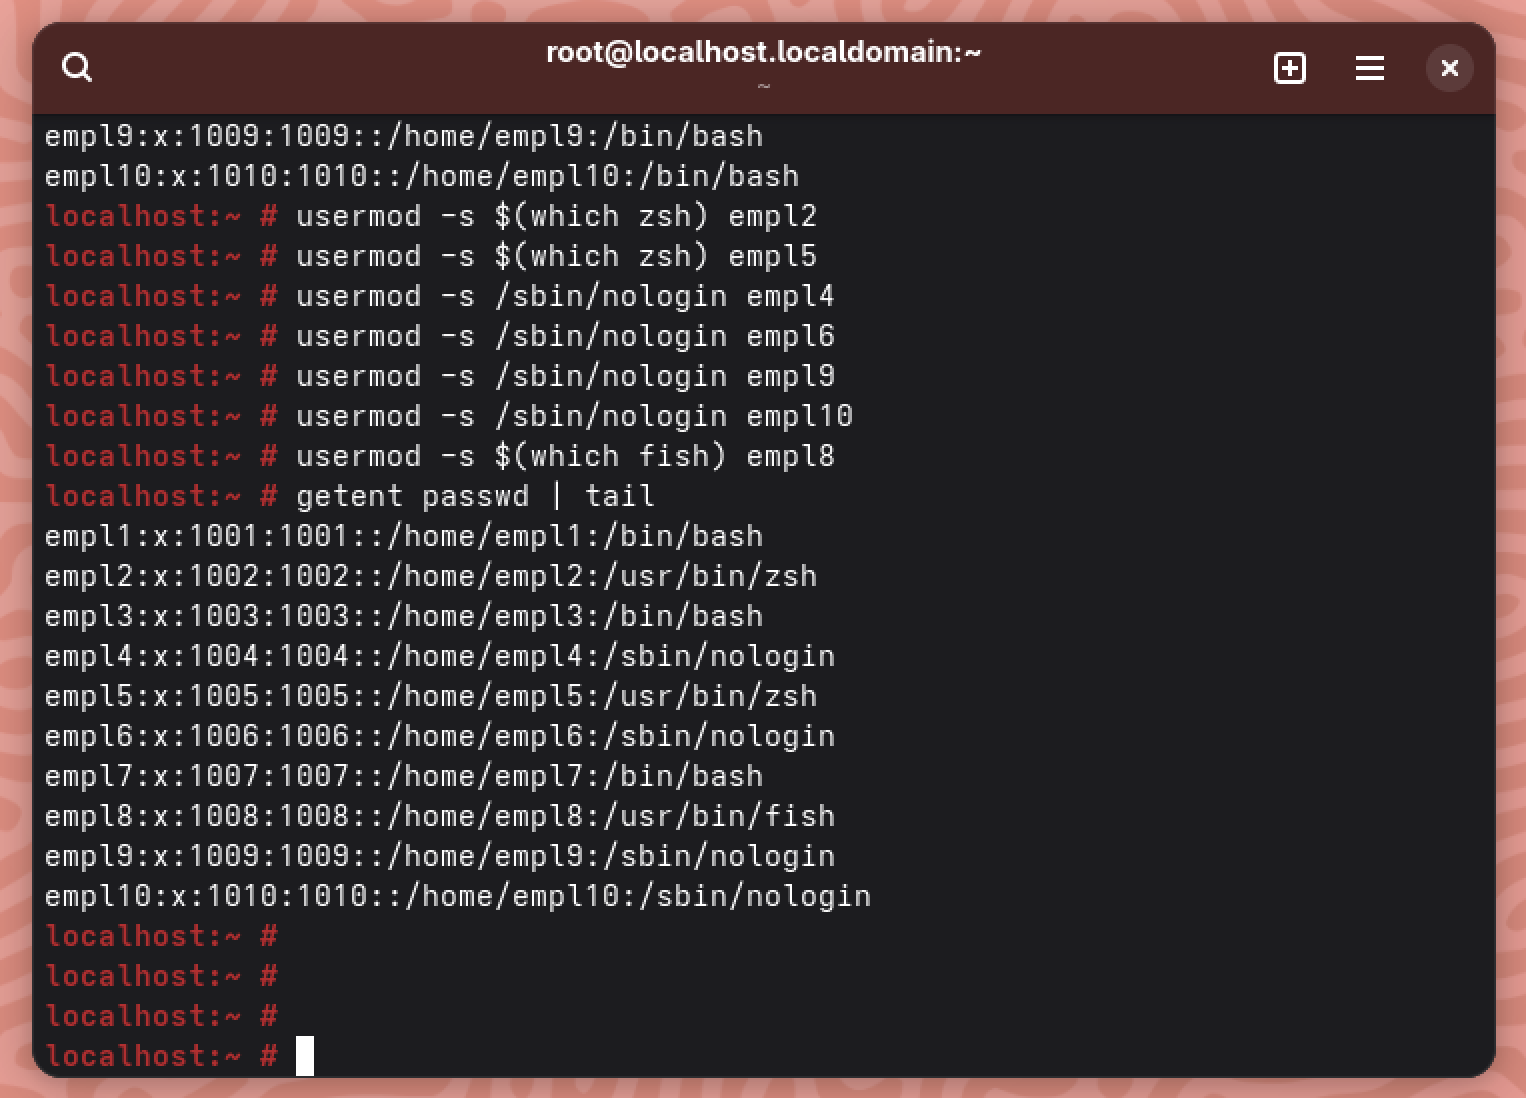 root@localhost.localdomain:~
~
empl9:x:1009:1009::/home/empl9:/bin/bash
empl10:x:1010:1010::/home/empl10:/bin/bash
localhost:~ # usermod -s $(which zsh) empl2
localhost:~ # usermod -s $(which zsh) empl5
localhost:~ # usermod -s /sbin/nologin empl4
localhost:~ # usermod -s /sbin/nologin empl6
localhost:~ # usermod -s /sbin/nologin empl9
localhost:~ # usermod -s /sbin/nologin empl10
localhost:~ # usermod -s $(which fish) empl8
localhost:~ # getent passwd | tail
empl1:x:1001:1001::/home/empl1:/bin/bash
empl2:x:1002:1002::/home/empl2:/usr/bin/zsh
empl3:x:1003:1003::/home/empl3:/bin/bash
empl4:x:1004:1004::/home/empl4:/sbin/nologin
empl5:x:1005:1005::/home/empl5:/usr/bin/zsh
empl6:x:1006:1006::/home/empl6:/sbin/nologin
empl7:x:1007:1007::/home/empl7:/bin/bash
empl8:x:1008:1008::/home/empl8:/usr/bin/fish
empl9:x:1009:1009::/home/empl9:/sbin/nologin
empl10:x:1010:1010::/home/empl10:/sbin/nologin
localhost:~ #
localhost:~ #
localhost:~ #
localhost:~ #